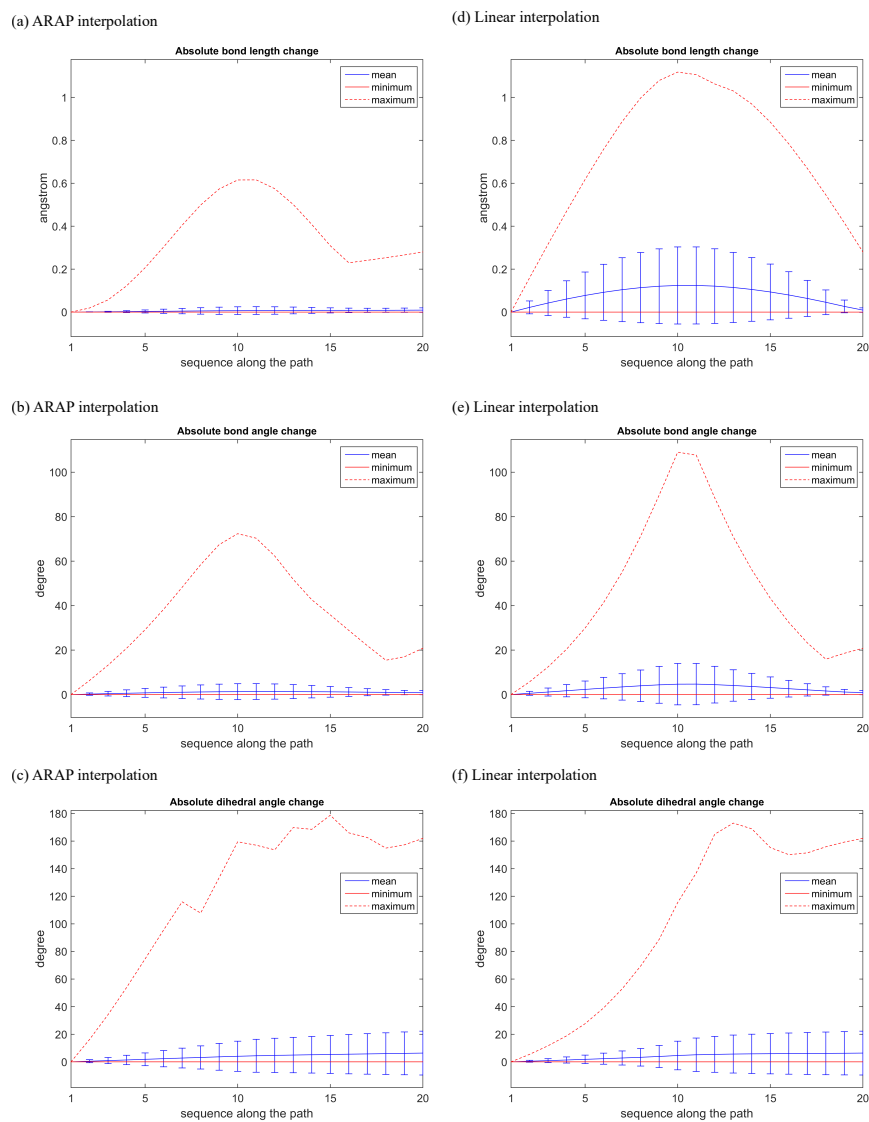 (a) ARAP interpolation
Absolute bond length change
mean
minimum
maximum
1
0.8
0.6
0.4
0.2
0
angstrom
1 5 10 15 20
sequence along the path
(d) Linear interpolation
Absolute bond length change
mean
minimum
maximum
1
0.8
0.6
0.4
0.2
0
angstrom
1 5 10 15 20
sequence along the path
(b) ARAP interpolation
Absolute bond angle change
mean
minimum
maximum
100
80
60
40
20
0
degree
1 5 10 15 20
sequence along the path
(e) Linear interpolation
Absolute bond angle change
mean
minimum
maximum
100
80
60
40
20
0
degree
1 5 10 15 20
sequence along the path
(c) ARAP interpolation
Absolute dihedral angle change
180
160
140
120
100
80
60
40
20
0
mean
minimum
maximum
degree
1 5 10 15 20
sequence along the path
(f) Linear interpolation
Absolute dihedral angle change
180
160
140
120
100
80
60
40
20
0
mean
minimum
maximum
degree
1 5 10 15 20
sequence along the path